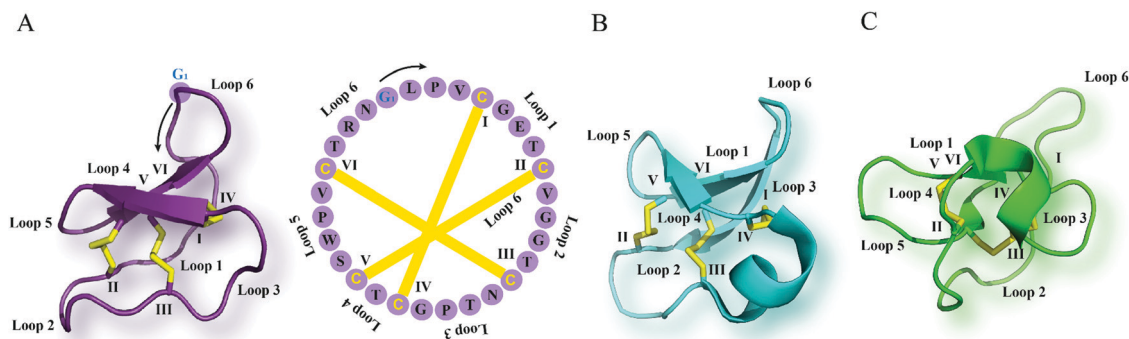 A
G₁
Loop 6
Loop 4
VI
V
IV
Loop 5
I
Loop 1
II
III
Loop 3
Loop 2
G₁ L P V C G E T C V G G T C N T P G C T C S W P V C T R N
Loop 6
Loop 1
I
II
Loop 6
Loop 2
III
Loop 3
IV
Loop 4
V
Loop 5
VI
B
Loop 6
Loop 5
Loop 1
VI
V
I
Loop 3
Loop 4
II
IV
Loop 2
III
C
Loop 6
Loop 1
V
VI
I
Loop 4
IV
II
Loop 3
Loop 5
III
Loop 2